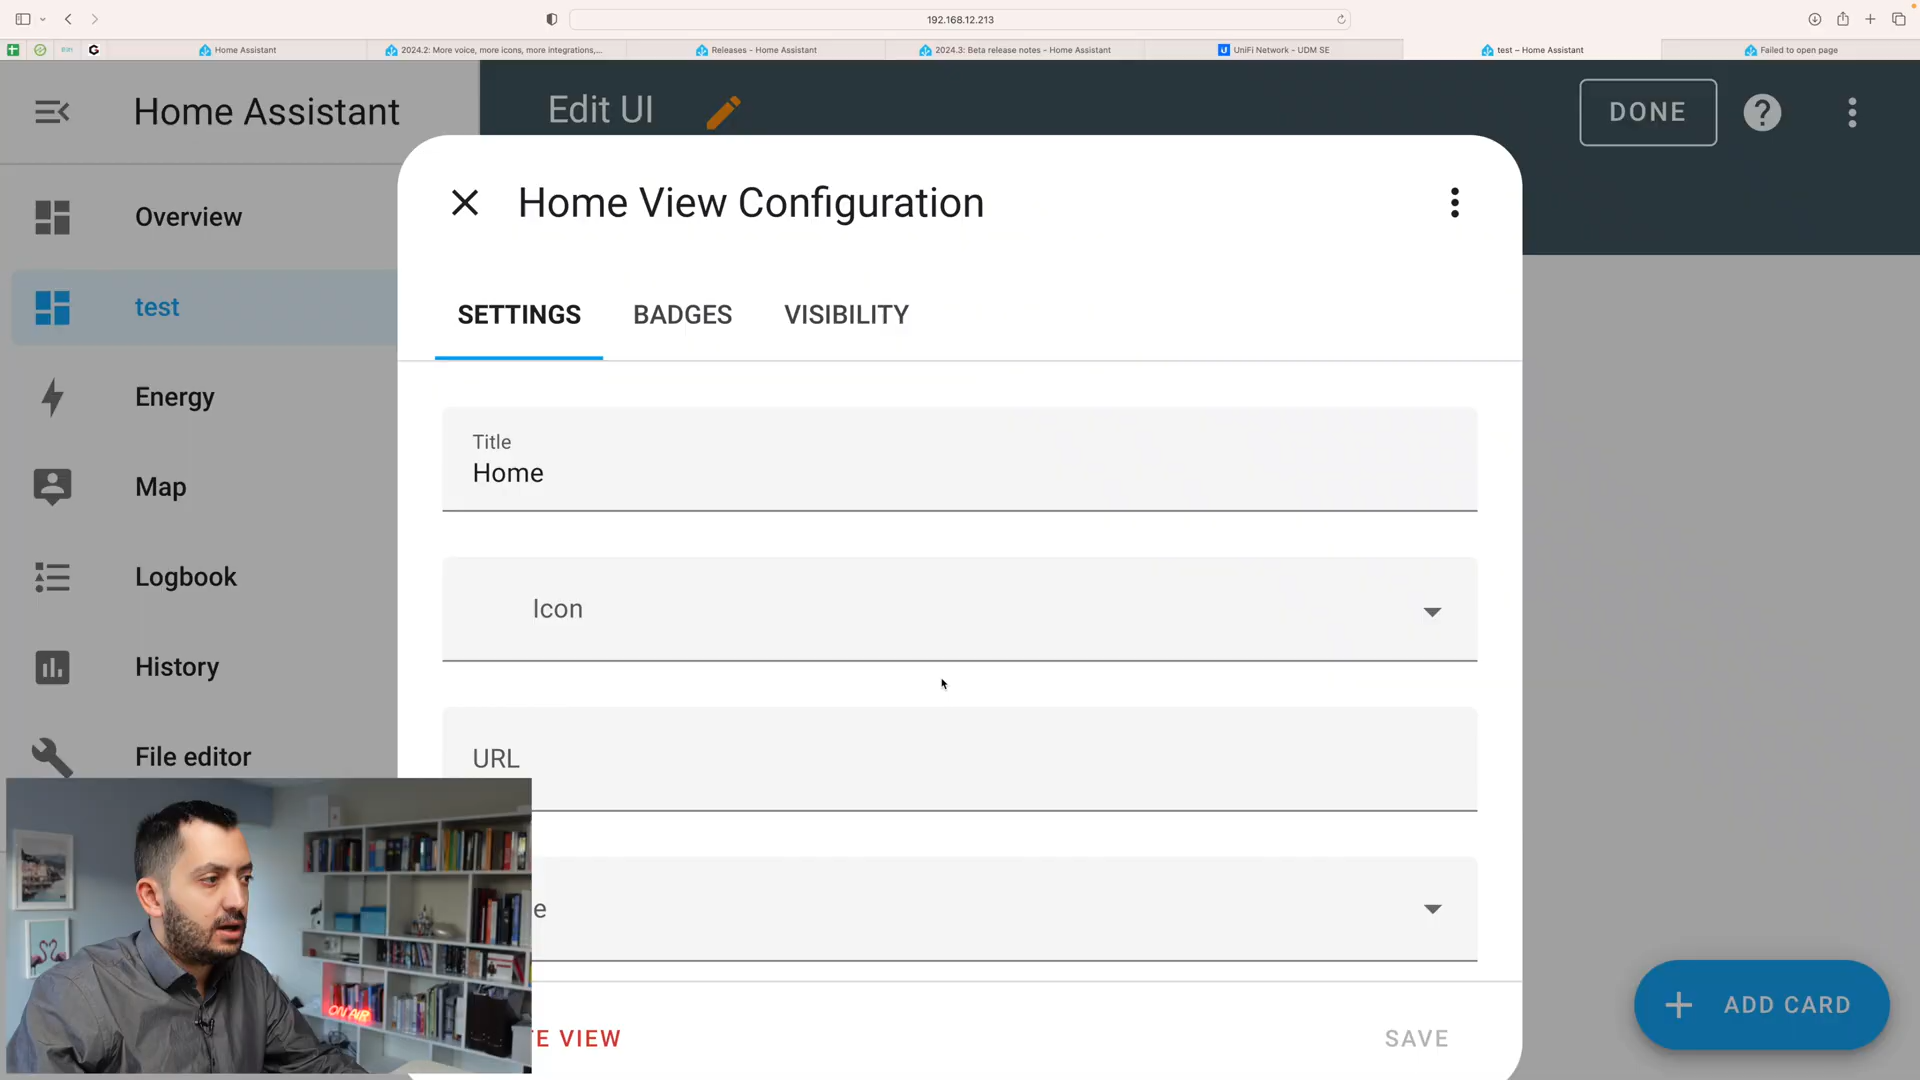 192.168.12.213
Home Assistant
2024.2: More voice, more icons, more integrations,...
Releases - Home Assistant
2024.3: Beta release notes - Home Assistant
UniFi Network - UDM SE
test – Home Assistant
Failed to open page
Home Assistant
Edit UI
DONE
Home View Configuration
Overview
SETTINGS
BADGES
VISIBILITY
test
Energy
Title
Home
Map
Logbook
Icon
History
File editor
URL
e
ON AIR
E VIEW
SAVE
ADD CARD